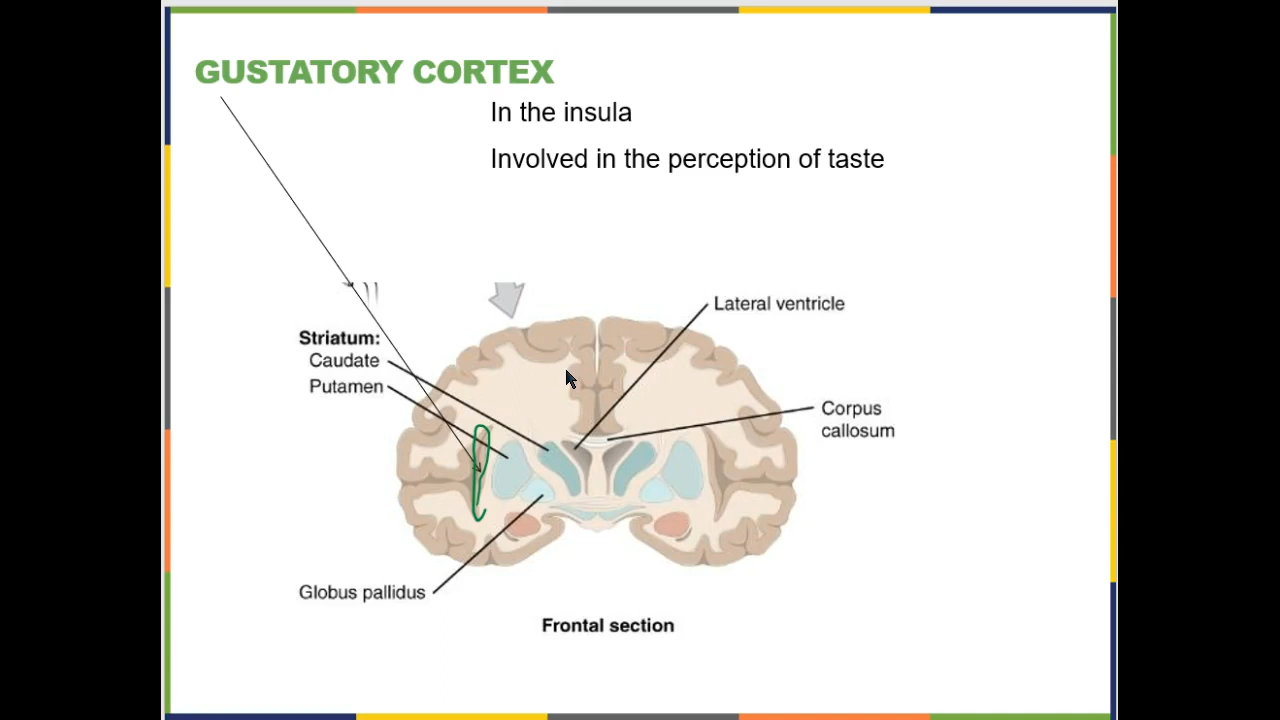 GUSTATORY CORTEX
In the insula
Involved in the perception of taste
Lateral ventricle
Striatum:
Caudate
Putamen
Corpus
callosum
Globus pallidus
Frontal section